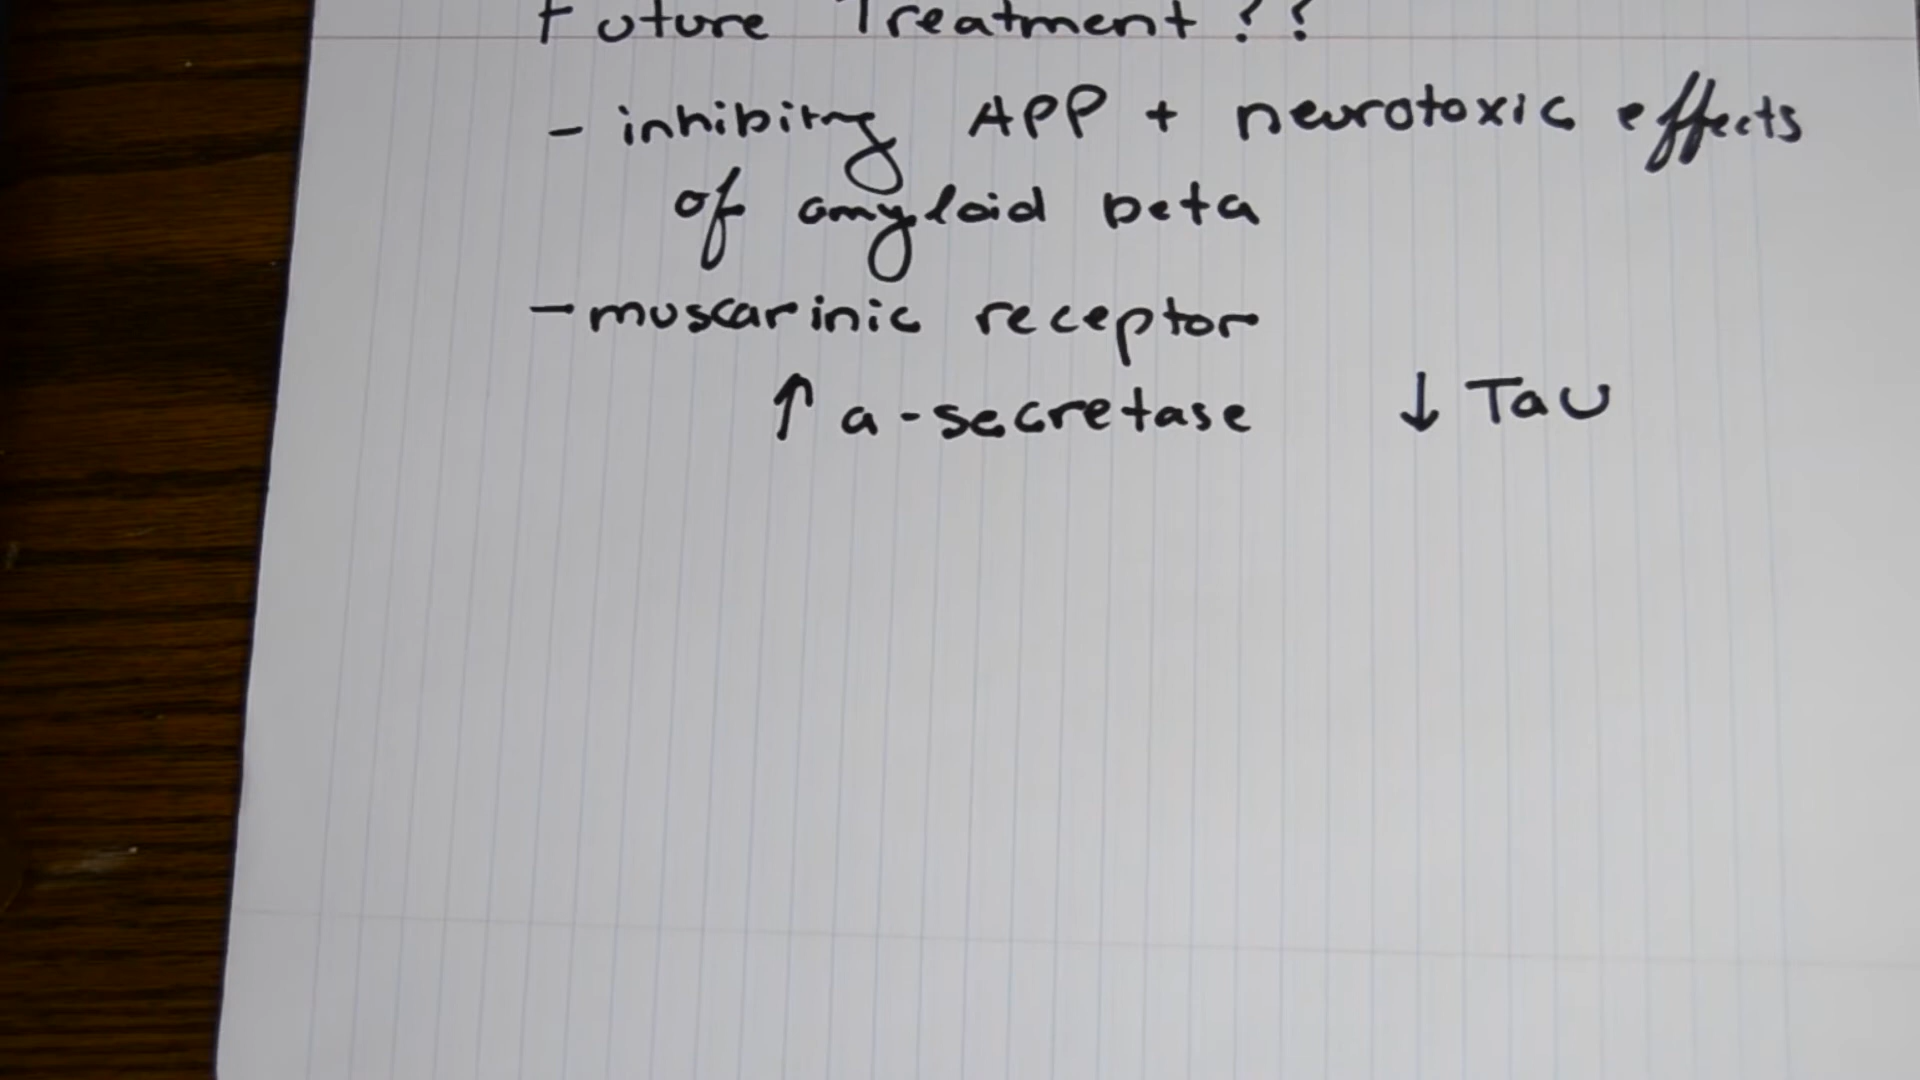 Future Treatment ??
- inhibiting APP + neurotoxic effects
of amyloid beta
- muscarinic receptor
↑ a-secretase ↓ Tau